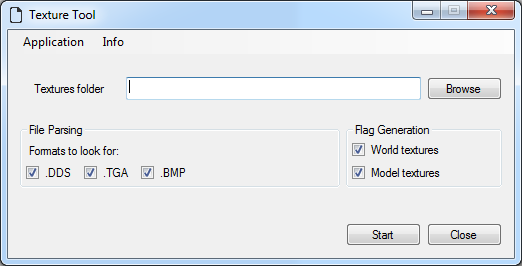 Texture Tool
Application Info
Textures folder Browse
File Parsing Flag Generation
Formats to look for: World textures
.DDS .TGA .BMP Model textures
Start Close